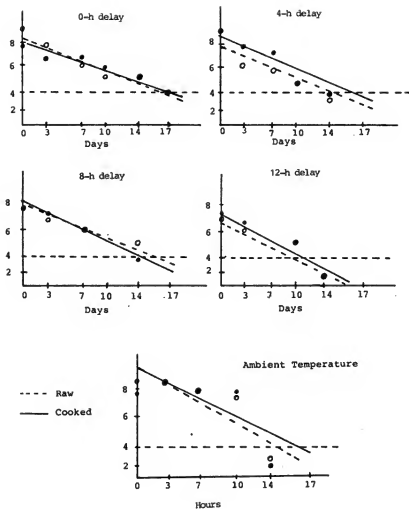 0-h delay
8
6
4
2
0 3 7 10 14 17
Days
4-h delay
8
6
4
2
0 3 7 10 14 17
Days
8-h delay
8
6
4
2
0 3 7 10 14 17
Days
12-h delay
8
6
4
2
0 3 7 10 14 17
Days
Ambient Temperature
---- Raw
—— Cooked
8
6
4
2
0 3 7 10 14 17
Hours